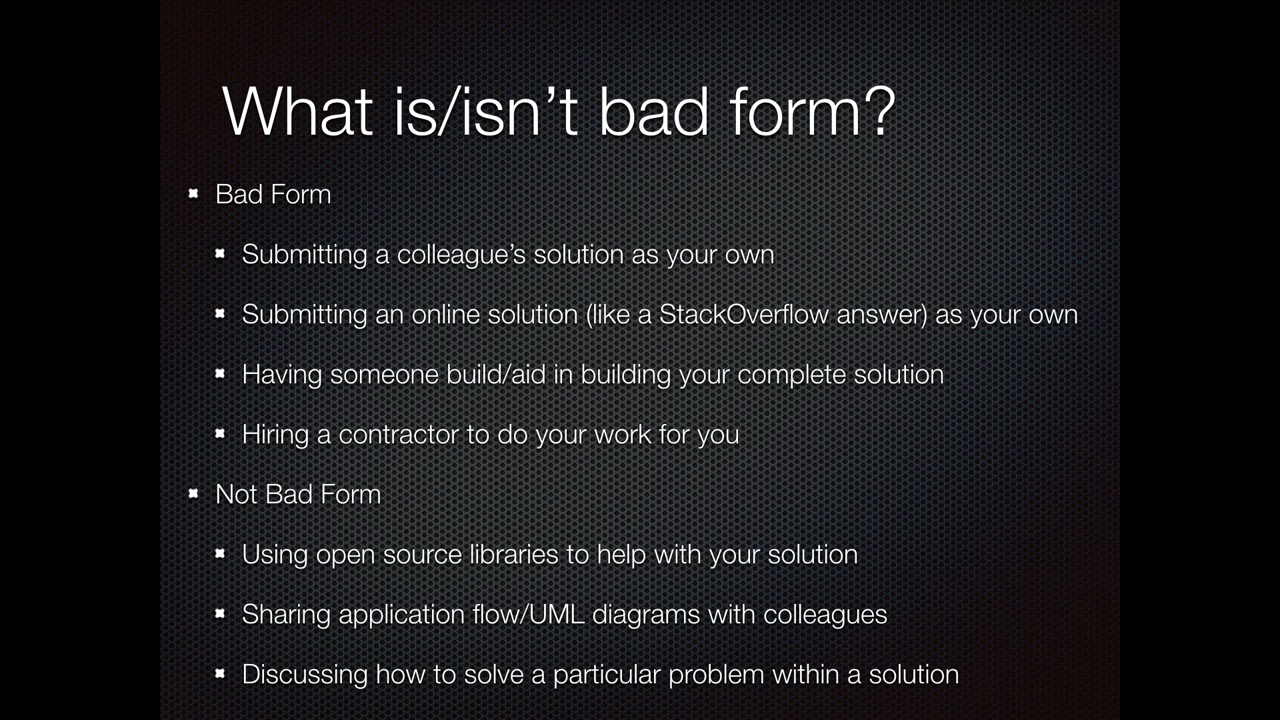 What is/isn’t bad form?
Bad Form
Submitting a colleague’s solution as your own
Submitting an online solution (like a StackOverflow answer) as your own
Having someone build/aid in building your complete solution
Hiring a contractor to do your work for you
Not Bad Form
Using open source libraries to help with your solution
Sharing application flow/UML diagrams with colleagues
Discussing how to solve a particular problem within a solution